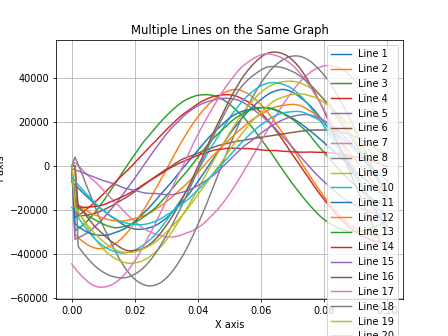 Multiple Lines on the Same Graph
40000
20000
0
−20000
−40000
−60000
0.00
0.02
0.04
0.06
X axis
axis
Line 1
Line 2
Line 3
Line 4
Line 5
Line 6
Line 7
Line 8
Line 9
Line 10
Line 11
Line 12
Line 13
Line 14
Line 15
Line 16
Line 17
Line 18
Line 19
Line 20